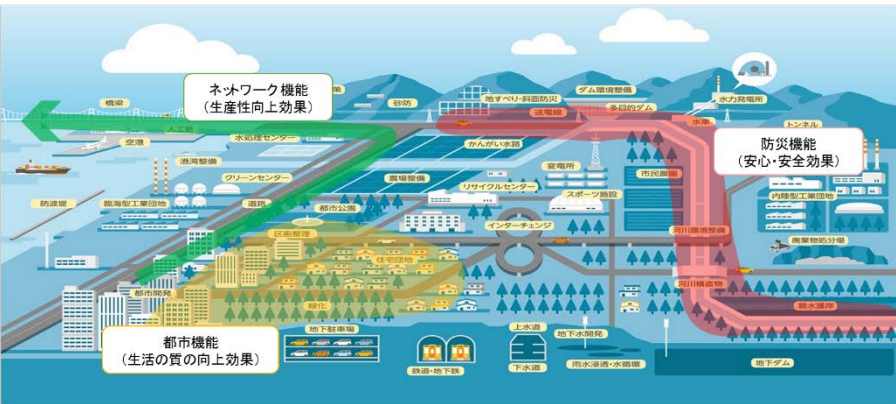 ネットワーク機能
（生産性向上効果）
橋梁
砂防
地すべり・斜面防災
ダム環境整備
多目的ダム
水力発電所
送電線
水車
トンネル
防災機能
（安心・安全効果）
空港
水処理センター
かんがい水路
港湾整備
クリーンセンター
農場整備
変電所
市民農園
リサイクルセンター
スポーツ施設
内陸型工業団地
防波堤
臨海型工業団地
道路
都市公園
インターチェンジ
区画整理
河川環境整備
廃棄物処分場
住宅団地
河川構造物
都市開発
緑化
親水護岸
都市機能
（生活の質の向上効果）
地下駐車場
上水道
地下水開発
鉄道・地下鉄
下水道
雨水浸透・水循環
地下ダム